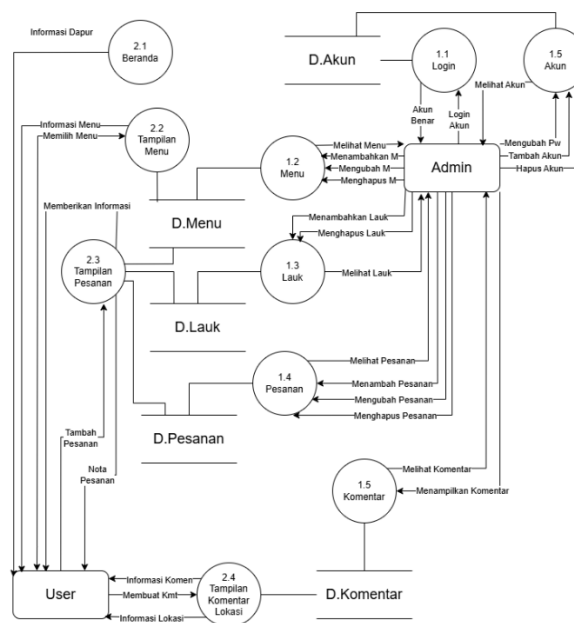 Informasi Dapur
2.1
Beranda
D.Akun
1.1
Login
1.5
Akun
Akun
Benar
Login
Akun
Melihat Akun
Mengubah Pw
Tambah Akun
Hapus Akun
Informasi Menu
Memilih Menu
2.2
Tampilan
Menu
1.2
Menu
Melihat Menu
Menambahkan M
Mengubah M
Menghapus M
Admin
Memberikan Informasi
D.Menu
Menambahkan Lauk
Menghapus Lauk
2.3
Tampilan
Pesanan
1.3
Lauk
Melihat Lauk
D.Lauk
1.4
Pesanan
Melihat Pesanan
Menambah Pesanan
Mengubah Pesanan
Menghapus Pesanan
Tambah
Pesanan
D.Pesanan
Nota
Pesanan
1.5
Komentar
Melihat Komentar
Menampilkan Komentar
User
Informasi Komen
Membuat Kmt
Informasi Lokasi
2.4
Tampilan
Komentar
Lokasi
D.Komentar